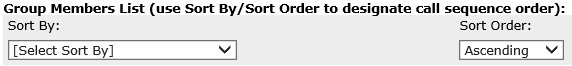 Group Members List (use Sort By/Sort Order to designate call sequence order):
Sort By: Sort Order:
[Select Sort By] Ascending